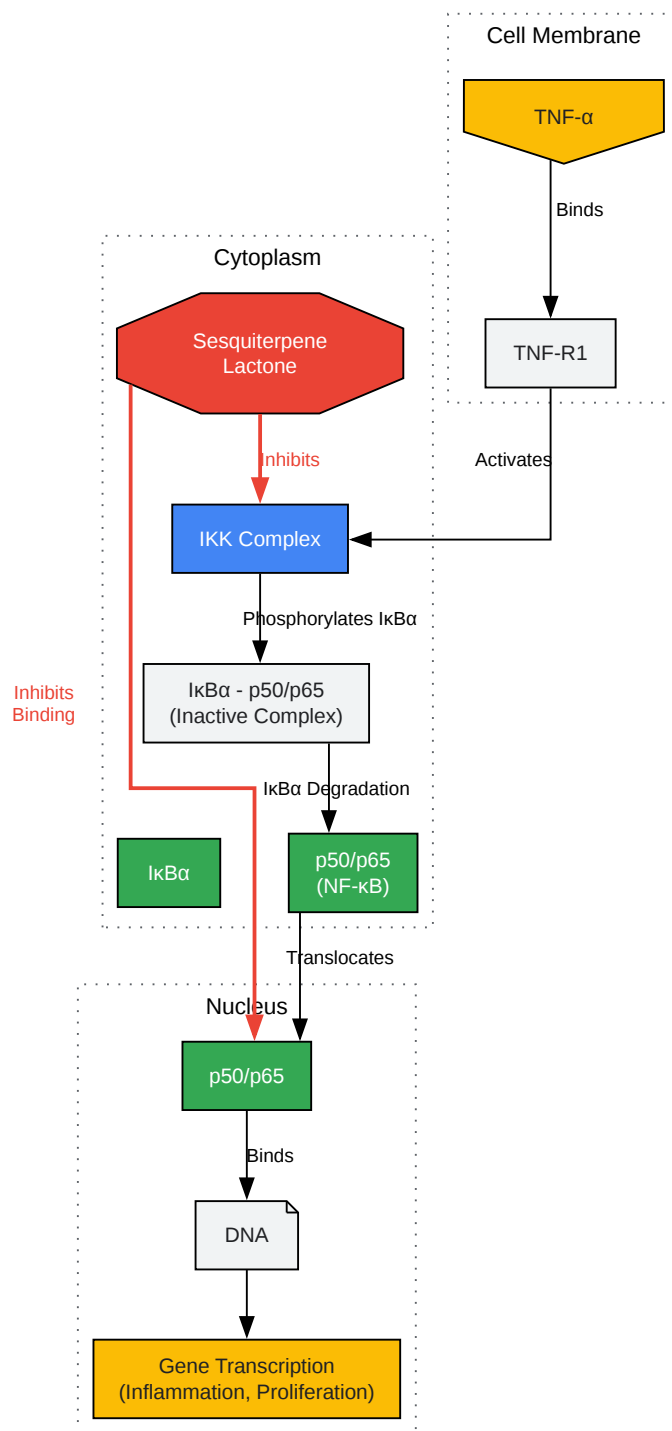 Cell Membrane
TNF-α
Binds
TNF-R1
Activates
Cytoplasm
Sesquiterpene
Lactone
Inhibits
IKK Complex
Phosphorylates IκBα
IκBα - p50/p65
(Inactive Complex)
Inhibits
Binding
IκBα Degradation
IκBα
p50/p65
(NF-κB)
Translocates
Nucleus
p50/p65
Binds
DNA
Gene Transcription
(Inflammation, Proliferation)